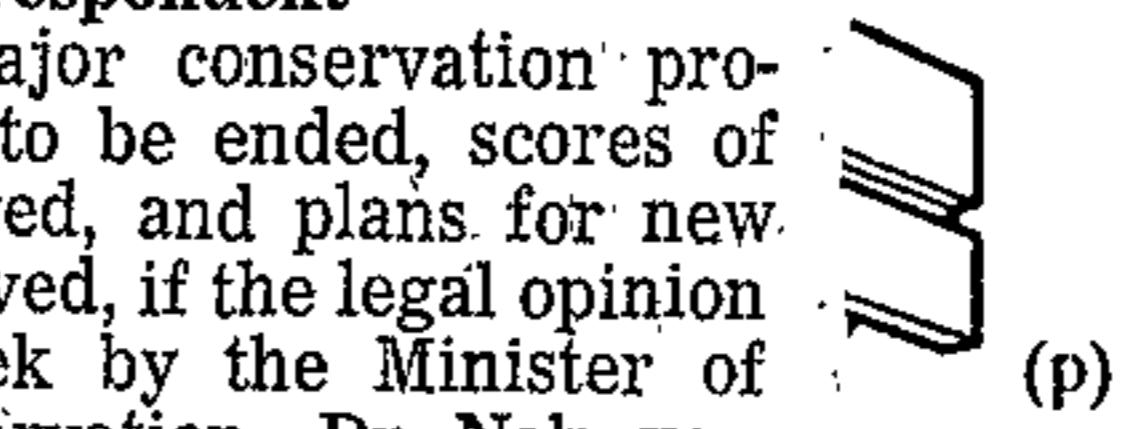 ajor conservation pro-
to be ended, scores of
ed, and plans for new
ved, if the legal opinion
ek by the Minister of
(p)